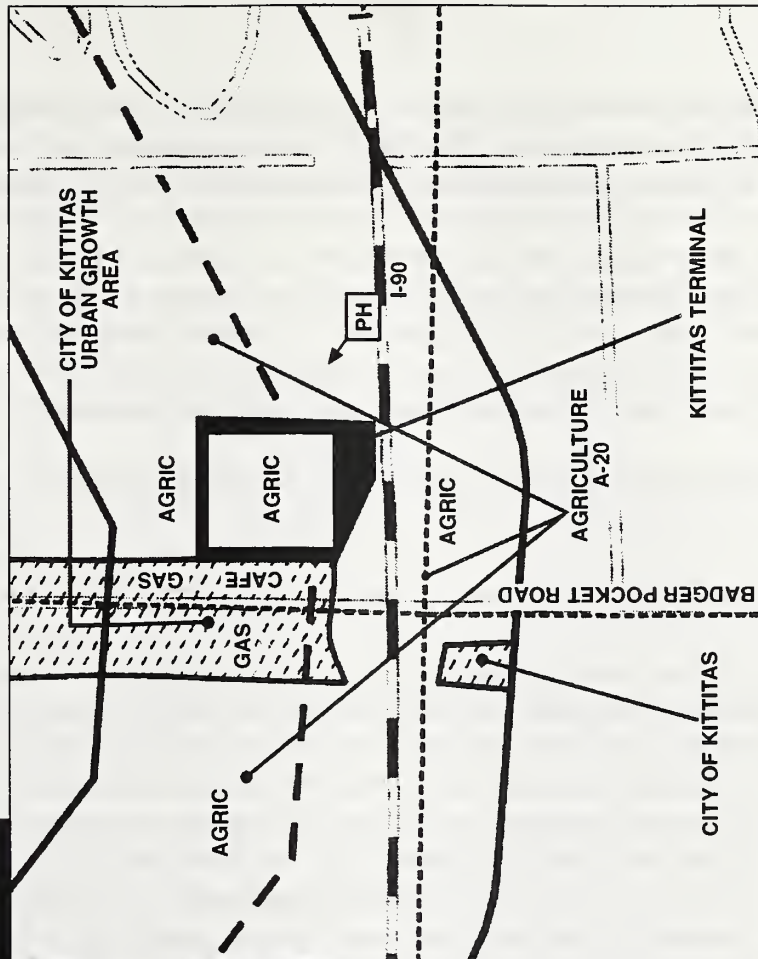 CITY OF KITTITAS
URBAN GROWTH
AREA
AGRIC
AGRIC
CAFE
GAS
GAS
AGRIC
PH
I-90
AGRIC
BADGER POCKET ROAD
AGRICULTURE
A-20
KITTITAS TERMINAL
CITY OF KITTITAS